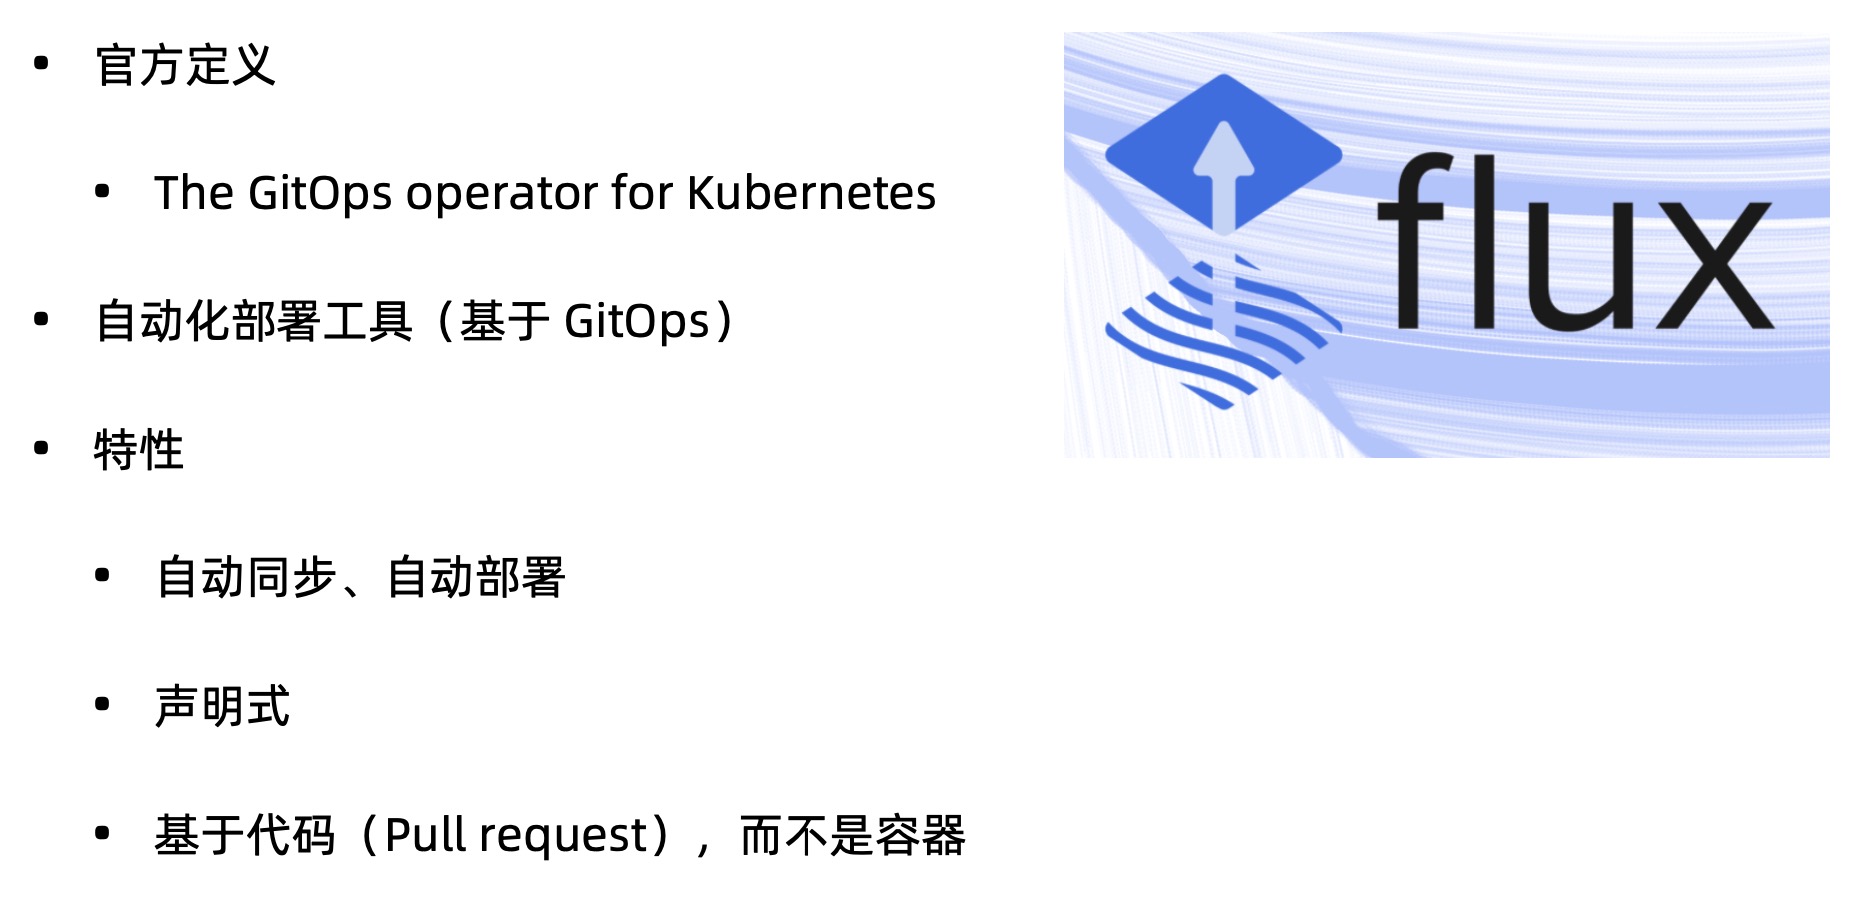 • 官方定义
• The GitOps operator for Kubernetes
• 自动化部署工具（基于 GitOps）
• 特性
• 自动同步、自动部署
• 声明式
• 基于代码（Pull request），而不是容器
flux